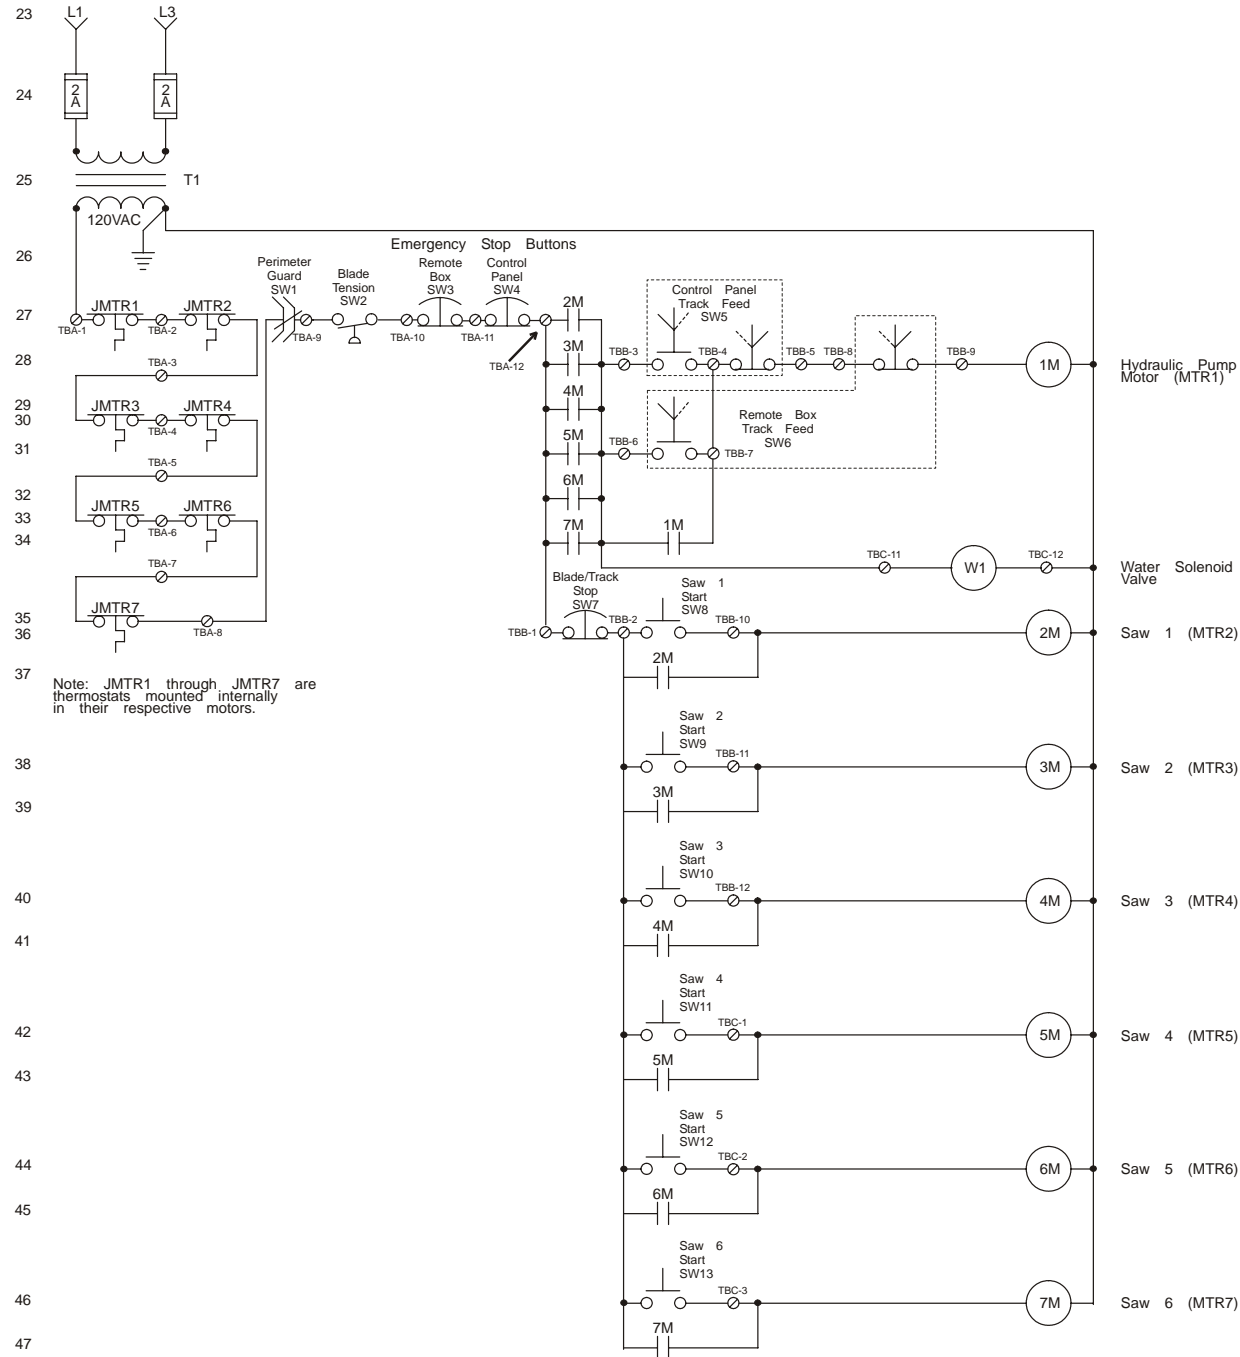 23
L1
L3
24
2
A
2
A
25
T1
120VAC
26
Emergency Stop Buttons
Perimeter
Guard
SW1
Blade
Tension
SW2
Remote
Box
SW3
Control
Panel
SW4
27
JMTR1
JMTR2
TBA-1
TBA-2
TBA-9
TBA-10
TBA-11
TBA-12
2M
Control Panel
Track Feed
SW5
28
TBA-3
3M
TBB-3
TBB-4
TBB-5
TBB-8
TBB-9
1M
Hydraulic Pump
Motor (MTR1)
29
30
JMTR3
JMTR4
TBA-4
4M
Remote Box
Track Feed
SW6
31
5M
TBB-6
TBB-7
TBA-5
32
6M
33
34
JMTR5
JMTR6
TBA-6
7M
1M
TBA-7
TBC-11
W1
TBC-12
Water Solenoid
Valve
35
36
JMTR7
TBA-8
Blade/Track
Stop
SW7
TBB-1
TBB-2
Saw 1
Start
SW8
TBB-10
2M
Saw 1 (MTR2)
37
2M
Note: JMTR1 through JMTR7 are
thermostats mounted internally
in their respective motors.
Saw 2
Start
SW9
TBB-11
38
3M
Saw 2 (MTR3)
39
3M
Saw 3
Start
SW10
TBB-12
40
4M
Saw 3 (MTR4)
41
4M
Saw 4
Start
SW11
TBC-1
42
5M
Saw 4 (MTR5)
43
5M
Saw 5
Start
SW12
TBC-2
44
6M
Saw 5 (MTR6)
45
6M
Saw 6
Start
SW13
TBC-3
46
7M
Saw 6 (MTR7)
47
7M